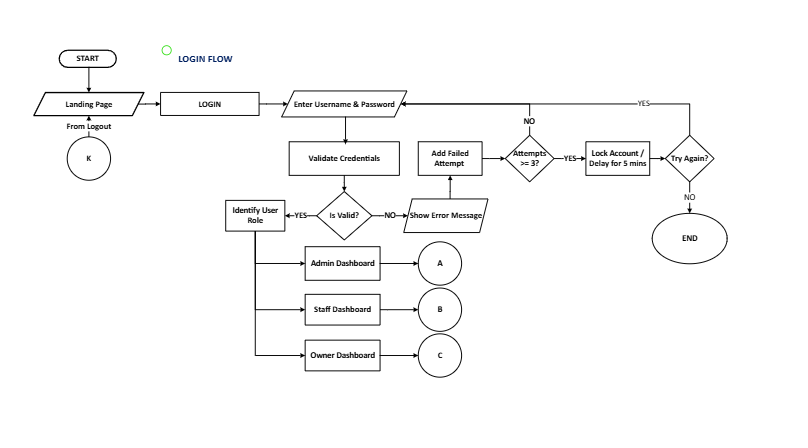 START
LOGIN FLOW
Landing Page
LOGIN
Enter Username & Password
YES
From Logout
NO
K
Validate Credentials
Add Failed
Attempt
Attempts
>= 3?
YES
Lock Account /
Delay for 5 mins
Try Again?
NO
Identify User
Role
YES
Is Valid?
NO
Show Error Message
END
Admin Dashboard
A
Staff Dashboard
B
Owner Dashboard
C